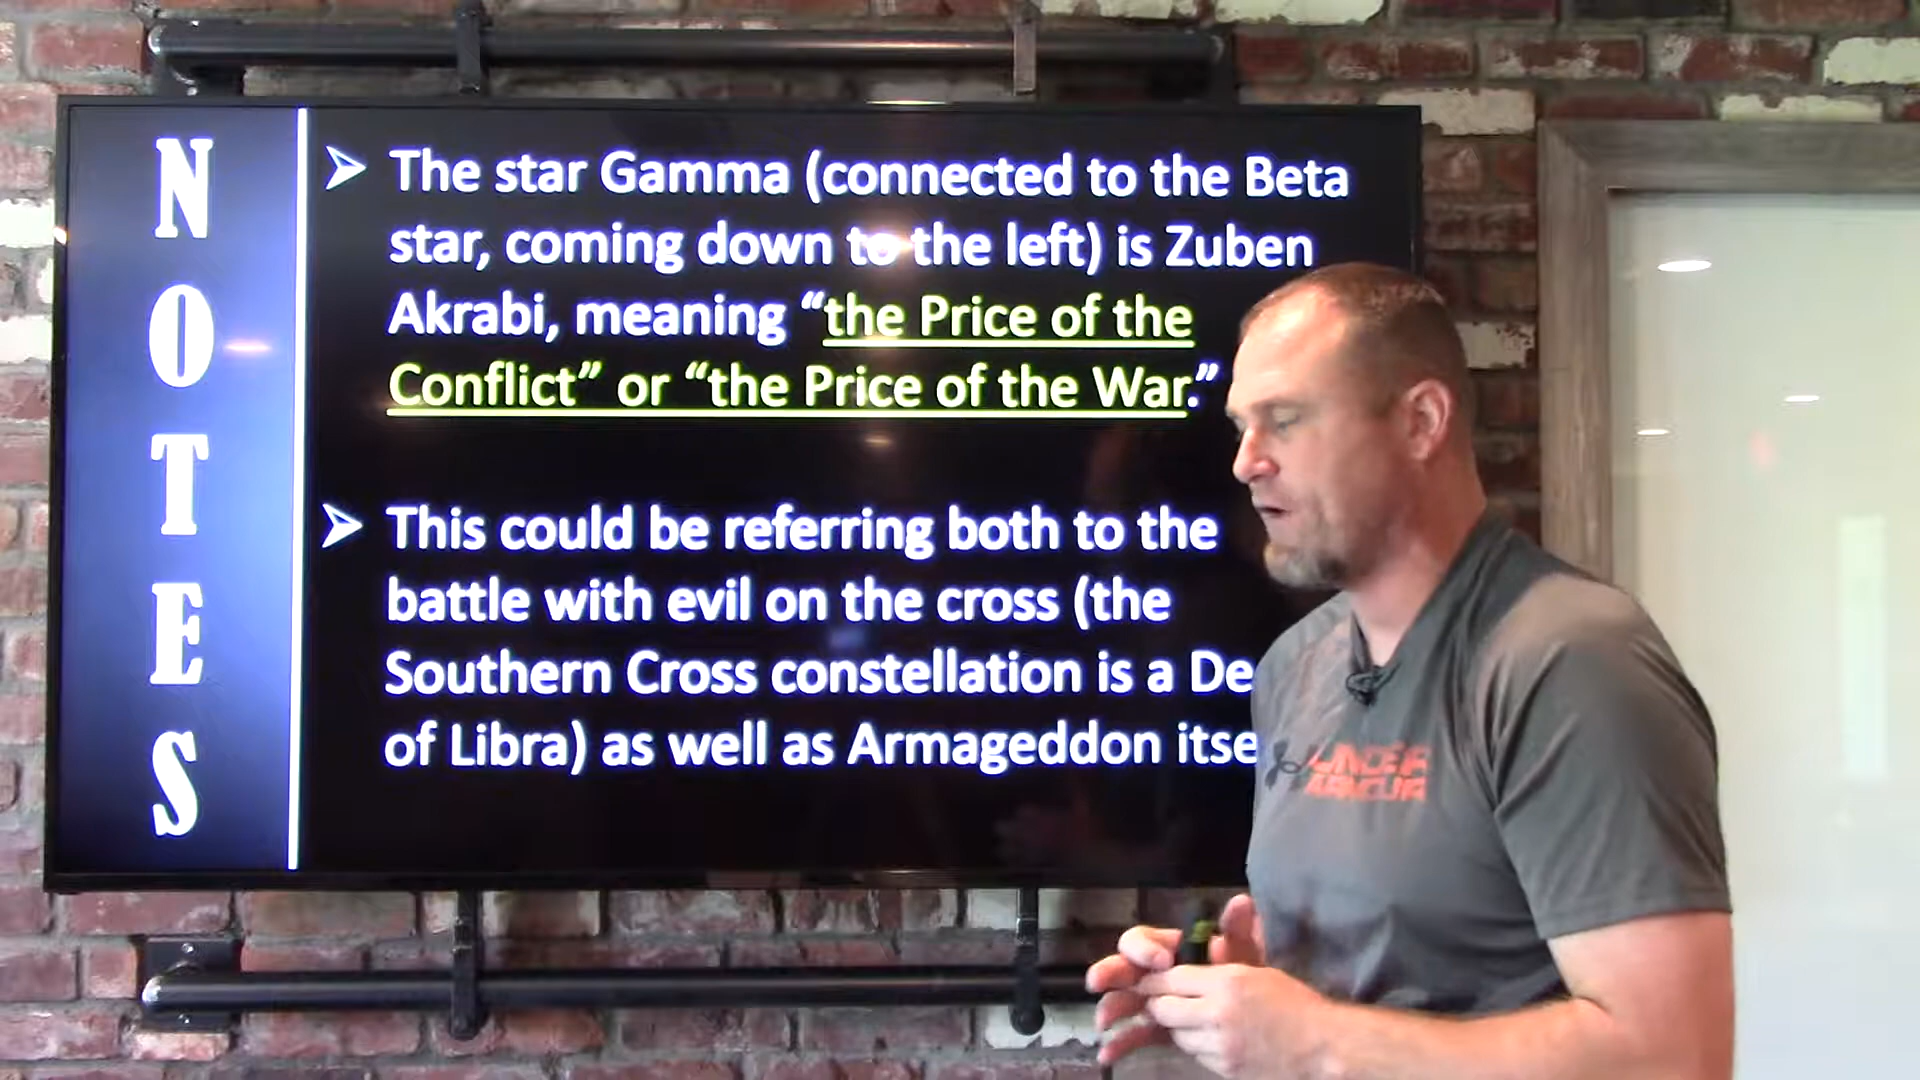 NOTES
The star Gamma (connected to the Beta
star, coming down to the left) is Zuben
Akrabi, meaning “the Price of the
Conflict” or “the Price of the War.”
This could be referring both to the
battle with evil on the cross (the
Southern Cross constellation is a
of Libra) as well as Armageddon
UNDER
ARMOUR